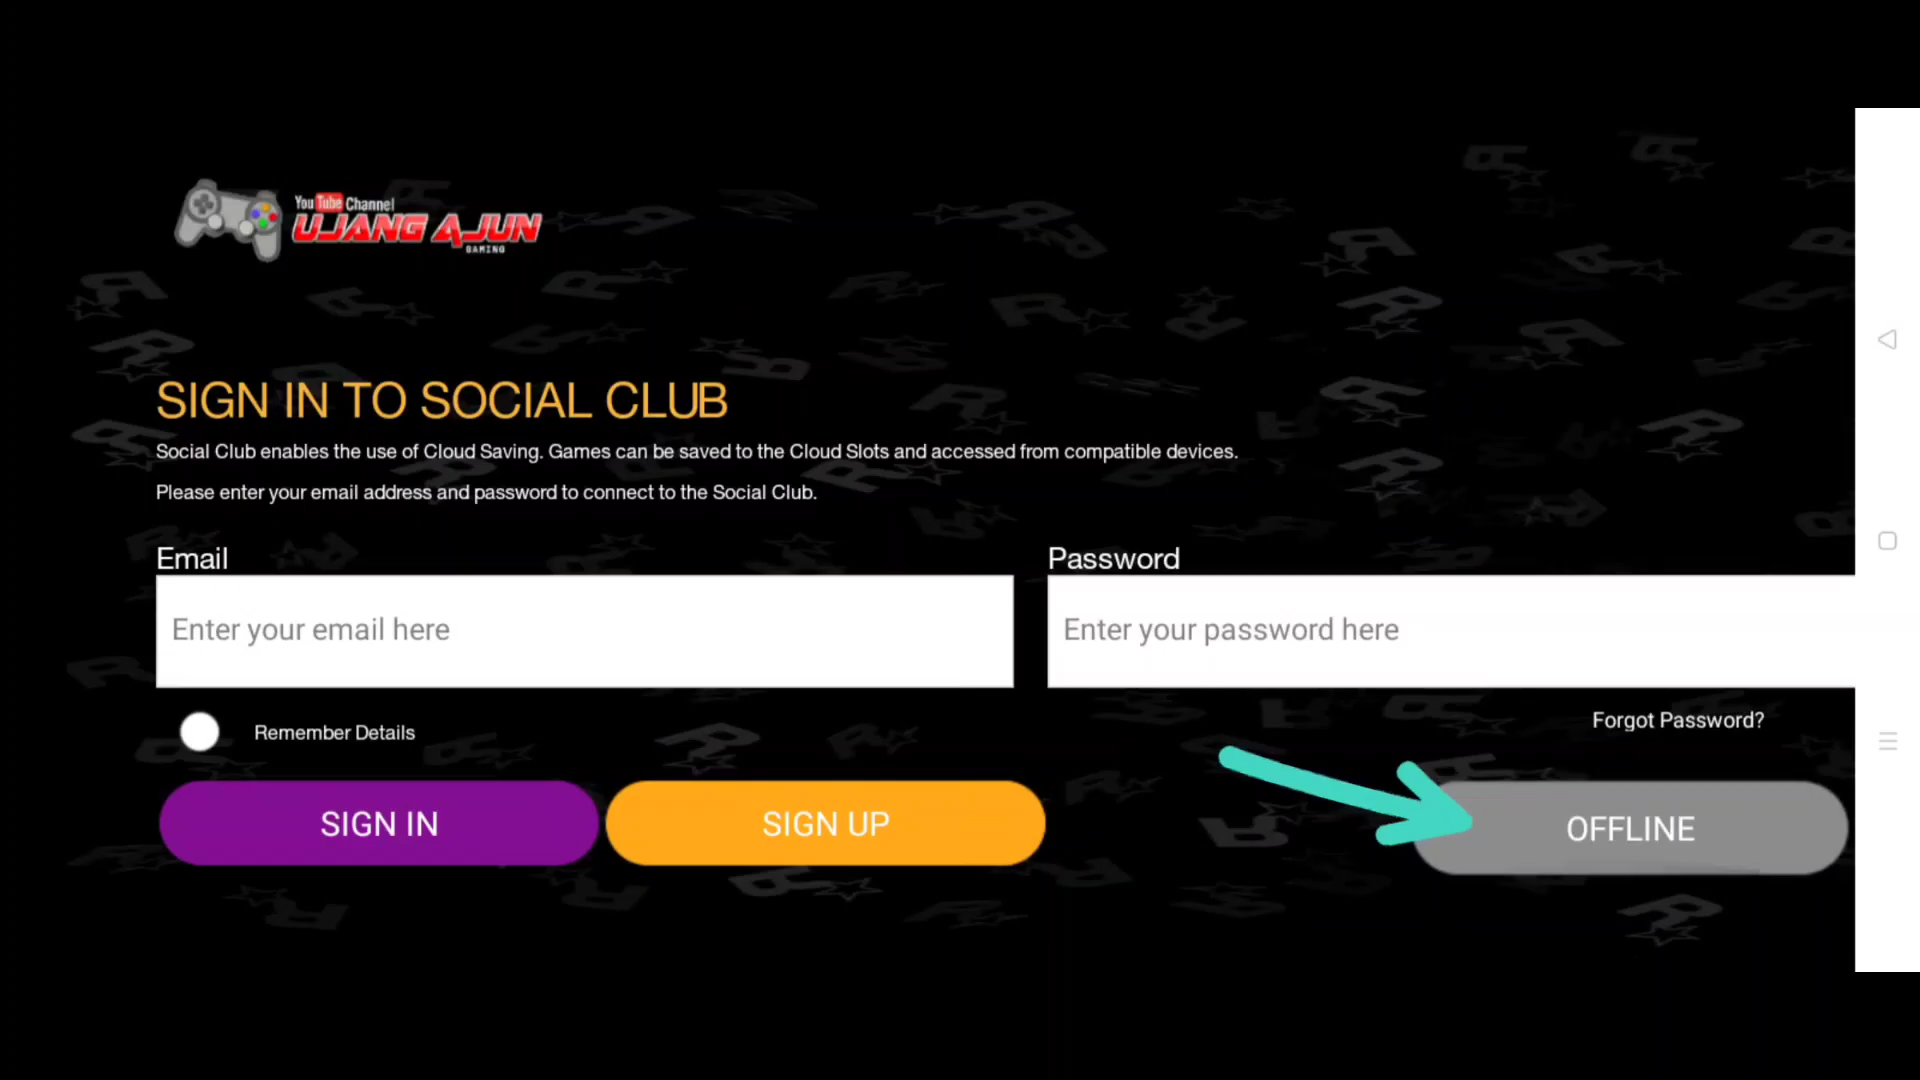 You Tube Channel
UJANG AJUN
GAMING
SIGN IN TO SOCIAL CLUB
Social Club enables the use of Cloud Saving. Games can be saved to the Cloud Slots and accessed from compatible devices.
Please enter your email address and password to connect to the Social Club.
Email
Password
Enter your email here
Enter your password here
Remember Details
Forgot Password?
SIGN IN
SIGN UP
OFFLINE